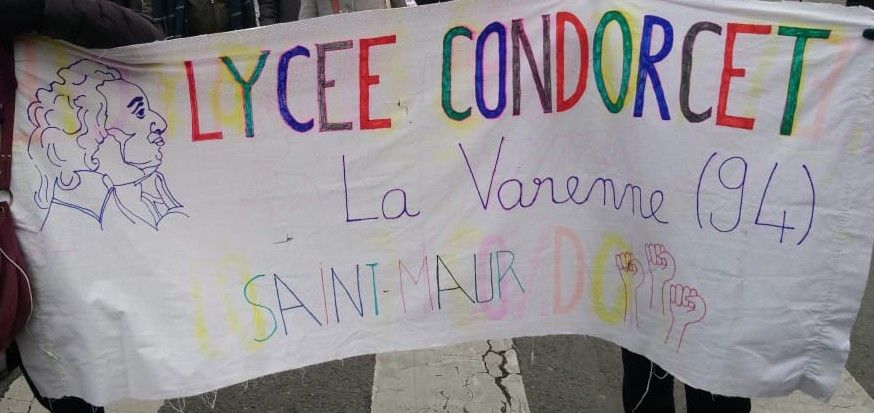 LYCEE CONDORCET
La Varenne (94)
SAINT-MAUR